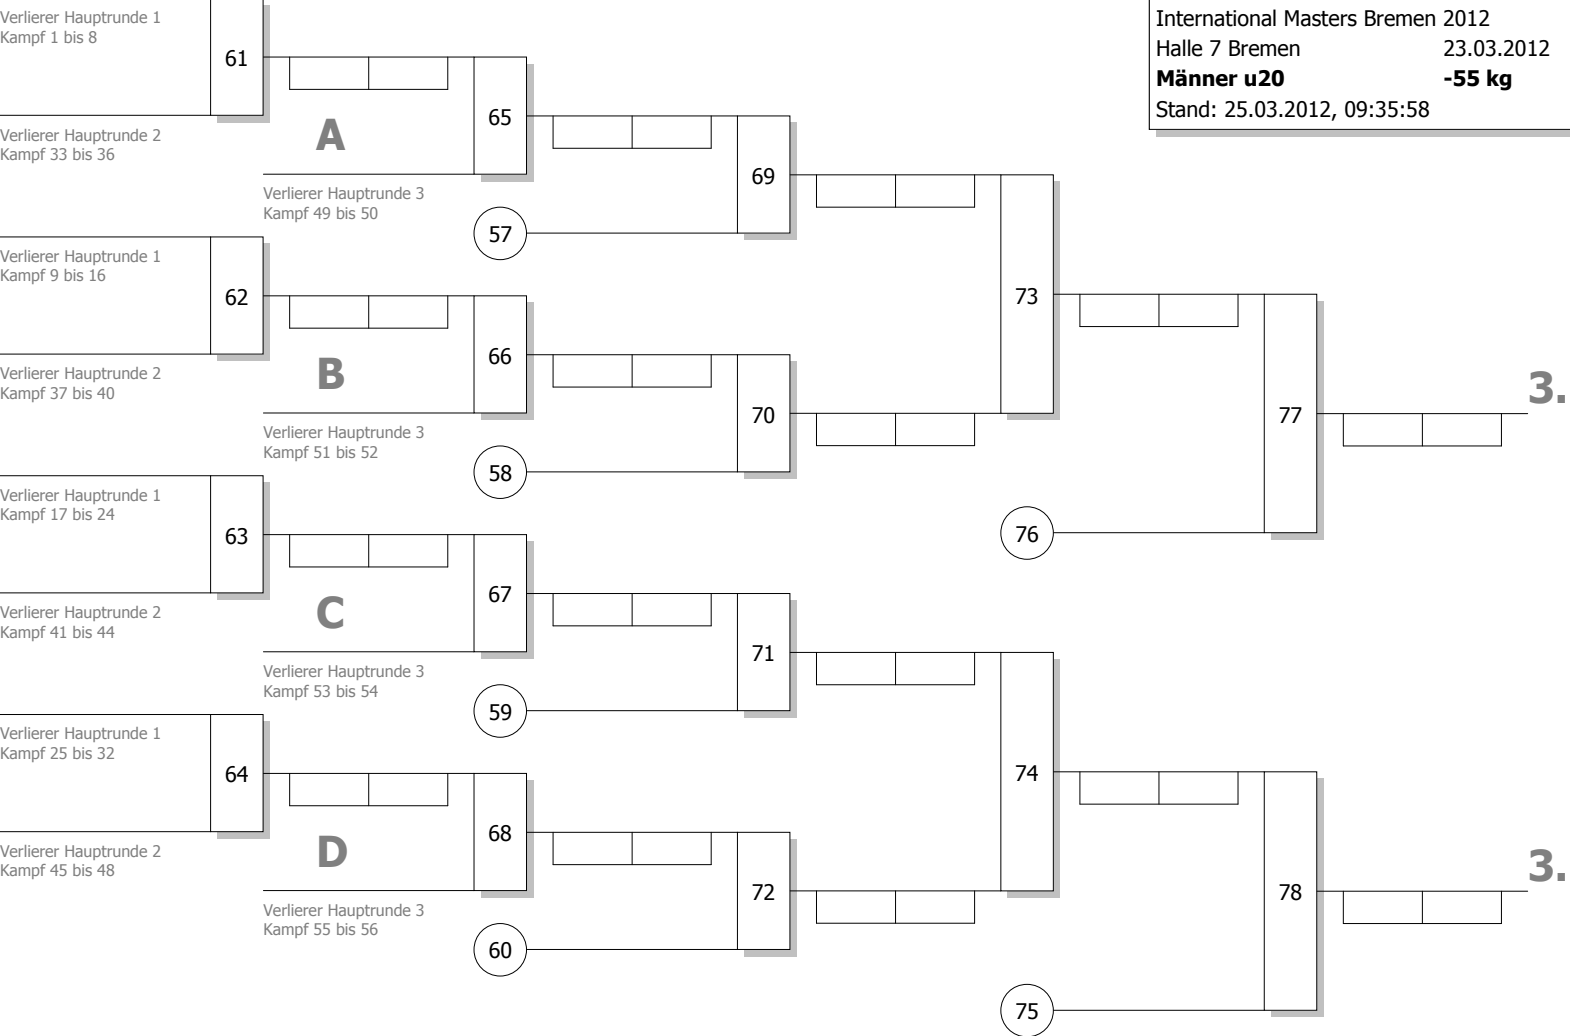 International Masters Bremen 2012
Halle 7 Bremen 23.03.2012
Männer u20 -55 kg
Stand: 25.03.2012, 09:35:58
Verlierer Hauptrunde 1
Kampf 1 bis 8
61
Verlierer Hauptrunde 2
Kampf 33 bis 36
A
65
Verlierer Hauptrunde 3
Kampf 49 bis 50
57
69
Verlierer Hauptrunde 1
Kampf 9 bis 16
62
Verlierer Hauptrunde 2
Kampf 37 bis 40
B
66
Verlierer Hauptrunde 3
Kampf 51 bis 52
58
70
73
77
3.
76
Verlierer Hauptrunde 1
Kampf 17 bis 24
63
Verlierer Hauptrunde 2
Kampf 41 bis 44
C
67
Verlierer Hauptrunde 3
Kampf 53 bis 54
59
71
Verlierer Hauptrunde 1
Kampf 25 bis 32
64
Verlierer Hauptrunde 2
Kampf 45 bis 48
D
68
Verlierer Hauptrunde 3
Kampf 55 bis 56
60
72
74
78
3.
75